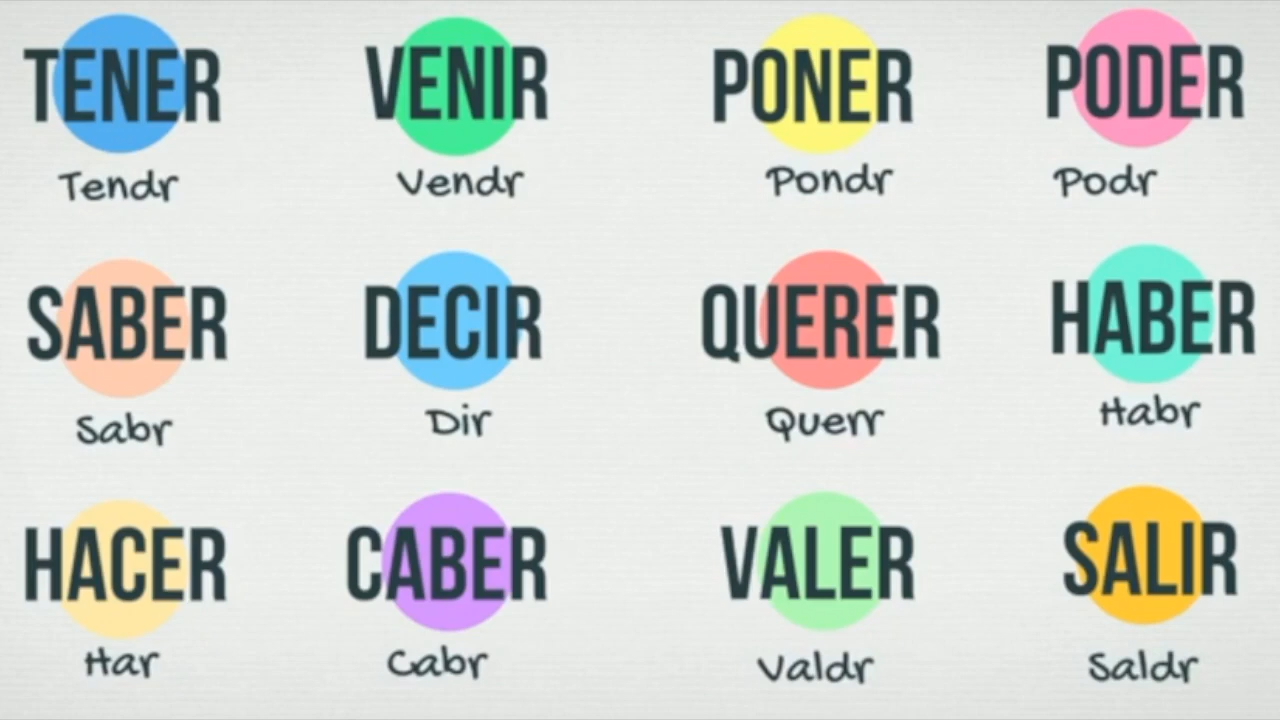 TENER VENIR PONER PODER
Tendr Vendr Pondr Podr
SABER DECIR QUERER HABER
Sabr Dir Querr Habr
HACER CABER VALER SALIR
Har Cabr Valdr Saldr